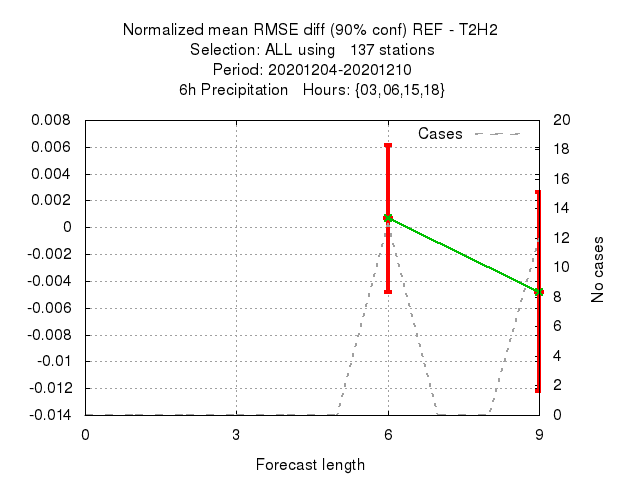 Normalized mean RMSE diff (90% conf) REF - T2H2
Selection: ALL using   137 stations
Period: 20201204-20201210
6h Precipitation   Hours: {03,06,15,18}
Cases
0.008
0.006
0.004
0.002
0
-0.002
-0.004
-0.006
-0.008
-0.01
-0.012
-0.014
20
18
16
14
12
10
8
6
4
2
0
No cases
0 3 6 9
Forecast length